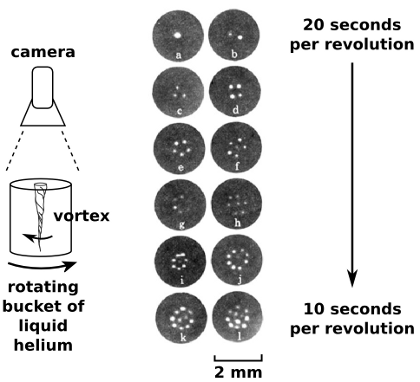 camera
vortex
rotating
bucket of
liquid
helium
a
b
c
d
e
f
g
h
i
j
k
l
2 mm
20 seconds
per revolution
10 seconds
per revolution